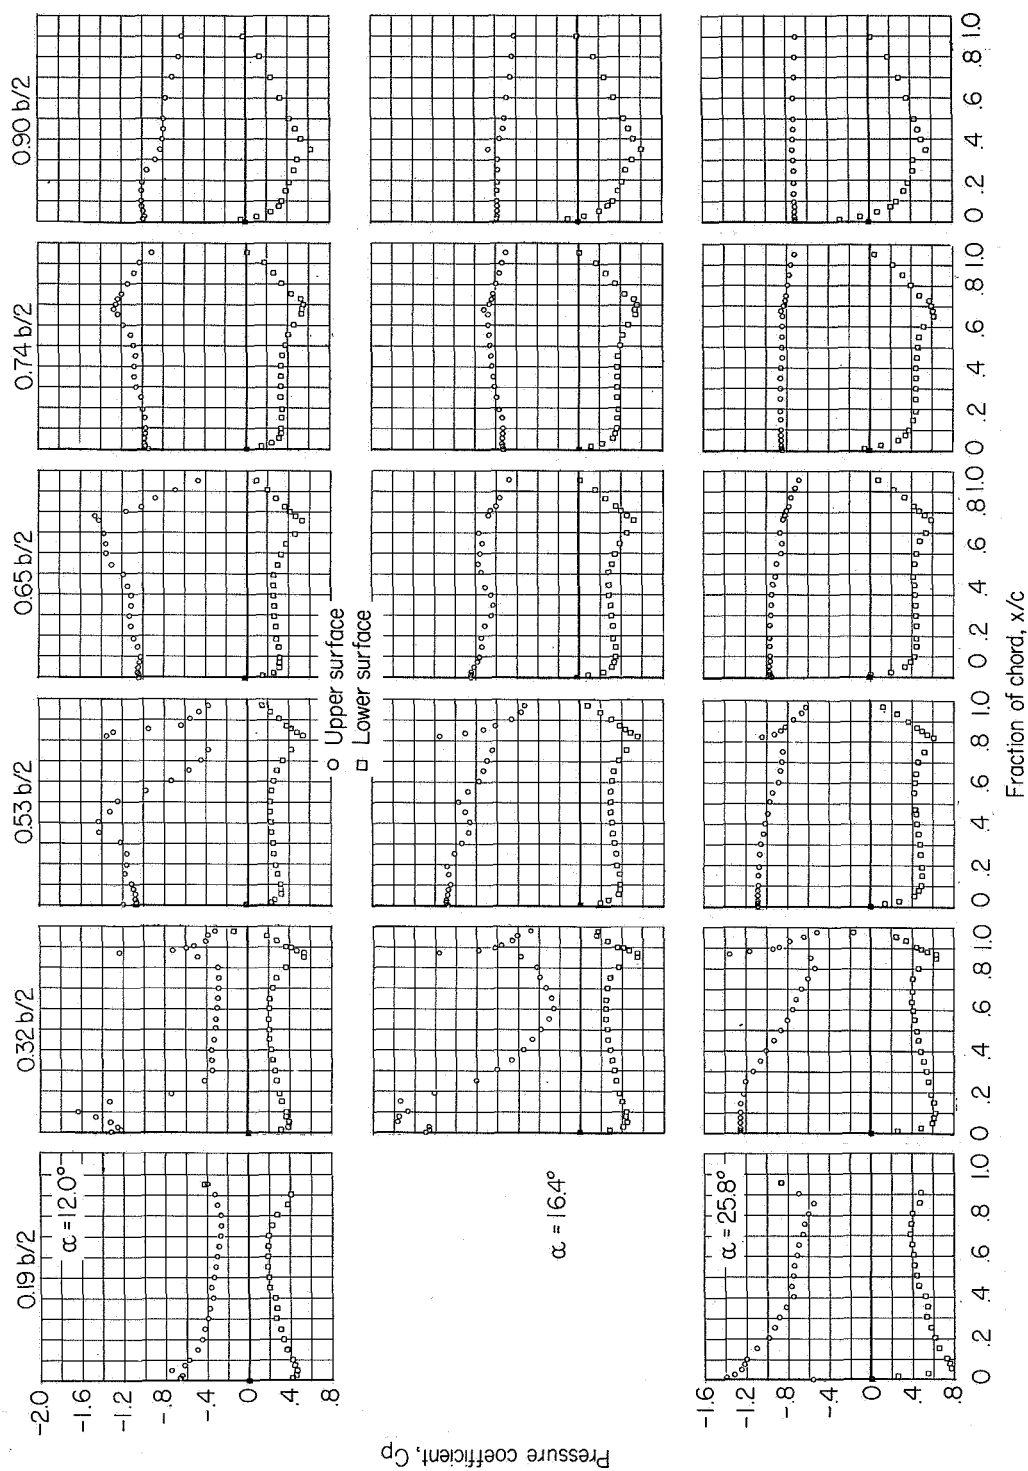 0.19 b/2
0.32 b/2
0.53 b/2
0.65 b/2
0.74 b/2
0.90 b/2
α = 12.0°
-2.0
-1.6
-1.2
-.8
-.4
0
.4
.8
○ Upper surface
□ Lower surface
Pressure coefficient, Cp
α = 16.4°
α = 25.8°
-1.6
-1.2
-.8
-.4
0
.4
.8
0 .2 .4 .6 .8 1.0
0 .2 .4 .6 .8 1.0
0 .2 .4 .6 .8 1.0
0 .2 .4 .6 .8 1.0
0 .2 .4 .6 .8 1.0
0 .2 .4 .6 .8 1.0
Fraction of chord, x/c